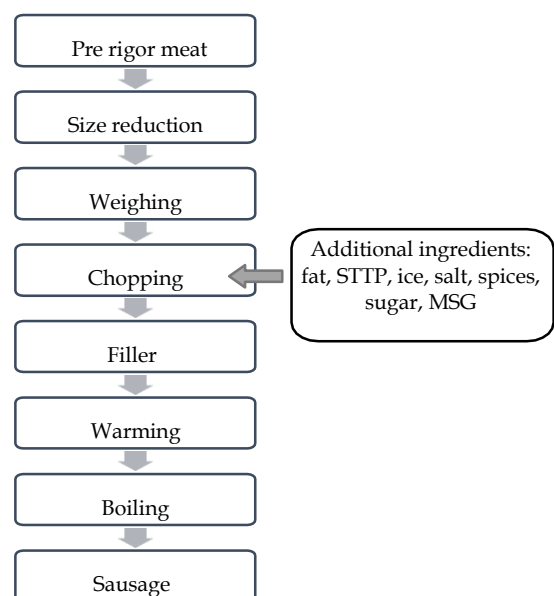 Pre rigor meat
Size reduction
Weighing
Chopping
Additional ingredients:
fat, STTP, ice, salt, spices,
sugar, MSG
Filler
Warming
Boiling
Sausage